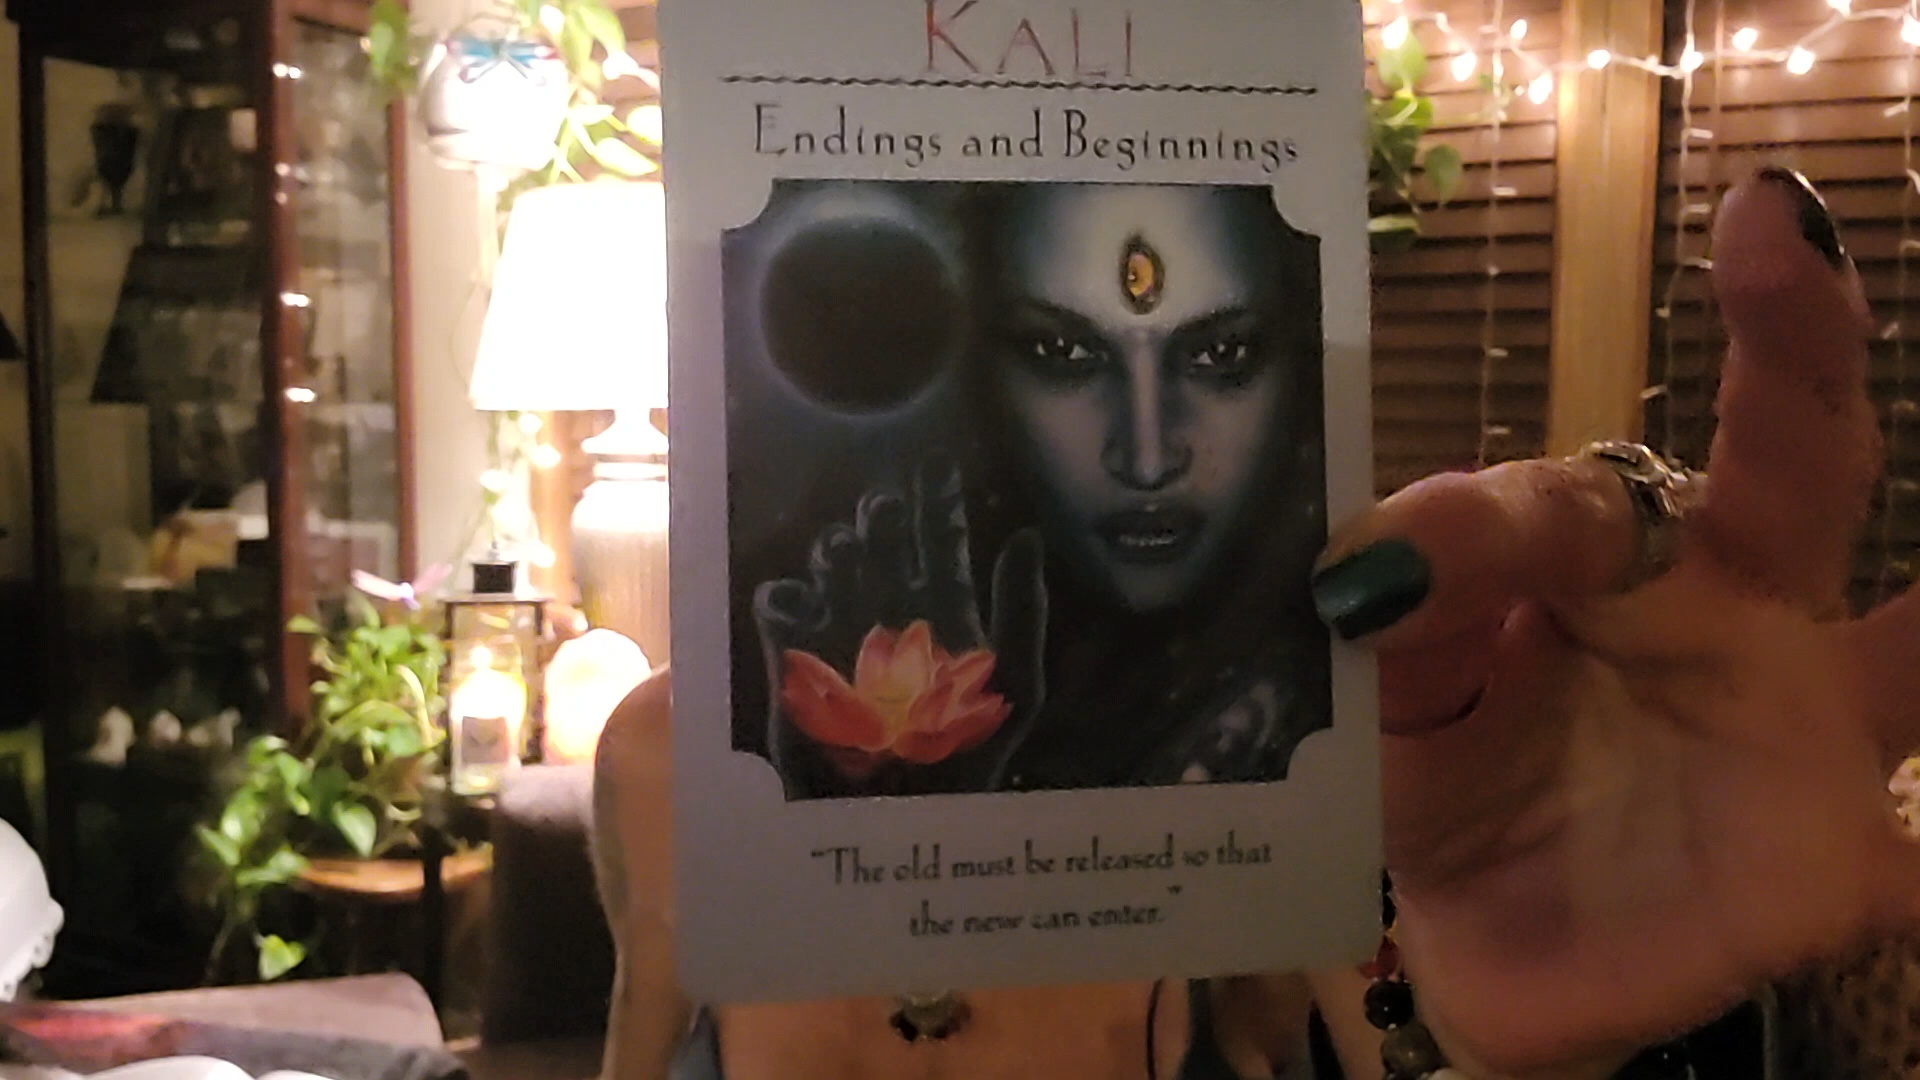 KALI
Endings and Beginnings
"The old must be released so that
the new can enter."